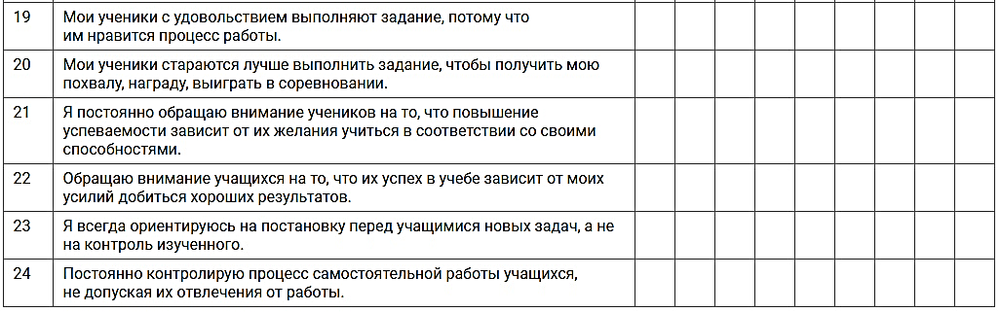 19 Мои ученики с удовольствием выполняют задание, потому что
им нравится процесс работы.
20 Мои ученики стараются лучше выполнить задание, чтобы получить мою
похвалу, награду, выиграть в соревновании.
21 Я постоянно обращаю внимание учеников на то, что повышение
успеваемости зависит от их желания учиться в соответствии со своими
способностями.
22 Обращаю внимание учащихся на то, что их успех в учебе зависит от моих
усилий добиться хороших результатов.
23 Я всегда ориентируюсь на постановку перед учащимися новых задач, а не
на контроль изученного.
24 Постоянно контролирую процесс самостоятельной работы учащихся,
не допуская их отвлечения от работы.